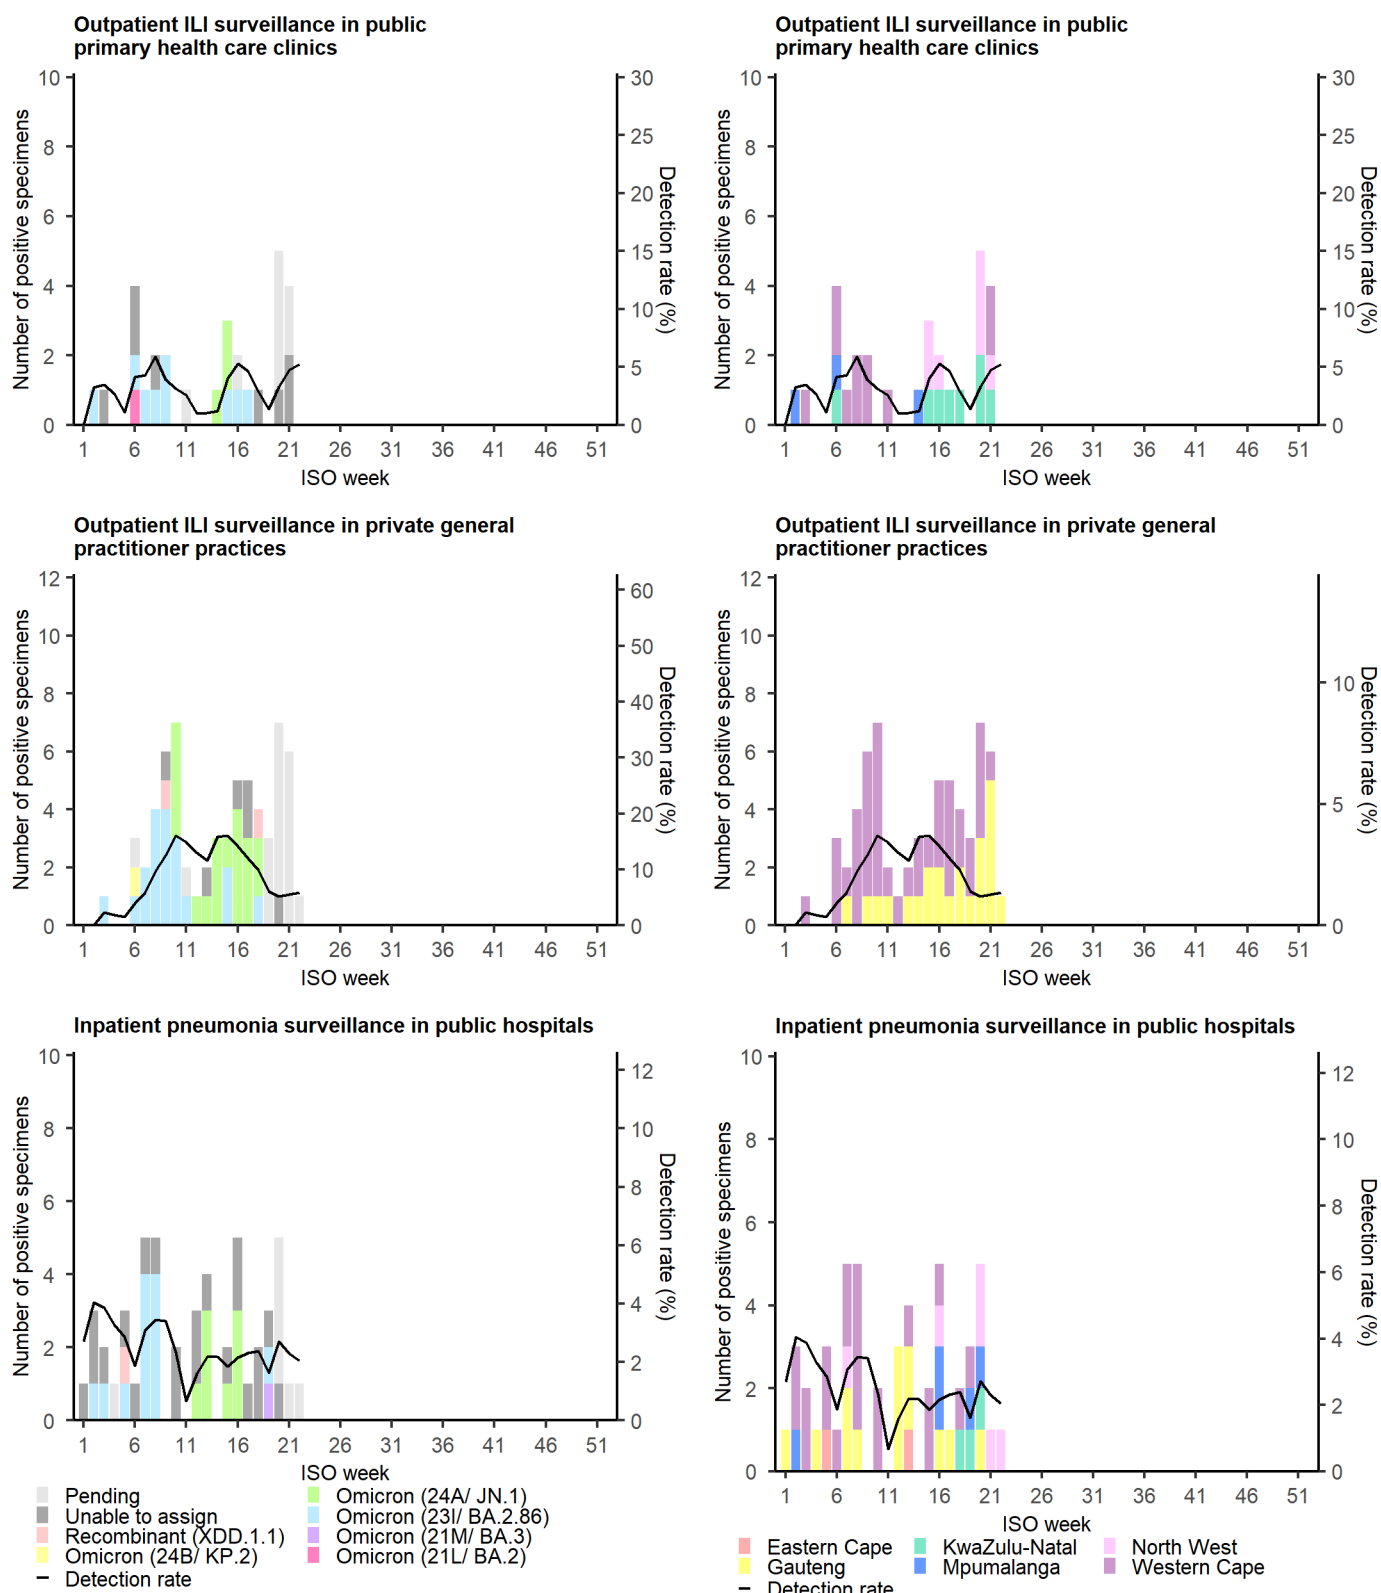 Outpatient ILI surveillance in public
primary health care clinics
10
8
6
4
2
0
Number of positive specimens
30
25
20
15
10
5
0
Detection rate (%)
1 6 11 16 21 26 31 36 41 46 51
ISO week
Outpatient ILI surveillance in public
primary health care clinics
10
8
6
4
2
0
Number of positive specimens
30
25
20
15
10
5
0
Detection rate (%)
1 6 11 16 21 26 31 36 41 46 51
ISO week
Outpatient ILI surveillance in private general
practitioner practices
12
10
8
6
4
2
0
Number of positive specimens
60
50
40
30
20
10
0
Detection rate (%)
1 6 11 16 21 26 31 36 41 46 51
ISO week
Outpatient ILI surveillance in private general
practitioner practices
12
10
8
6
4
2
0
Number of positive specimens
10
5
0
Detection rate (%)
1 6 11 16 21 26 31 36 41 46 51
ISO week
Inpatient pneumonia surveillance in public hospitals
10
8
6
4
2
0
Number of positive specimens
12
10
8
6
4
2
0
Detection rate (%)
1 6 11 16 21 26 31 36 41 46 51
ISO week
Pending
Unable to assign
Recombinant (XDD.1.1)
Omicron (24B/ KP.2)
Detection rate
Omicron (24A/ JN.1)
Omicron (23I/ BA.2.86)
Omicron (21M/ BA.3)
Omicron (21L/ BA.2)
Inpatient pneumonia surveillance in public hospitals
10
8
6
4
2
0
Number of positive specimens
12
10
8
6
4
2
0
Detection rate (%)
1 6 11 16 21 26 31 36 41 46 51
ISO week
Eastern Cape
Gauteng
Detection rate
KwaZulu-Natal
Mpumalanga
North West
Western Cape